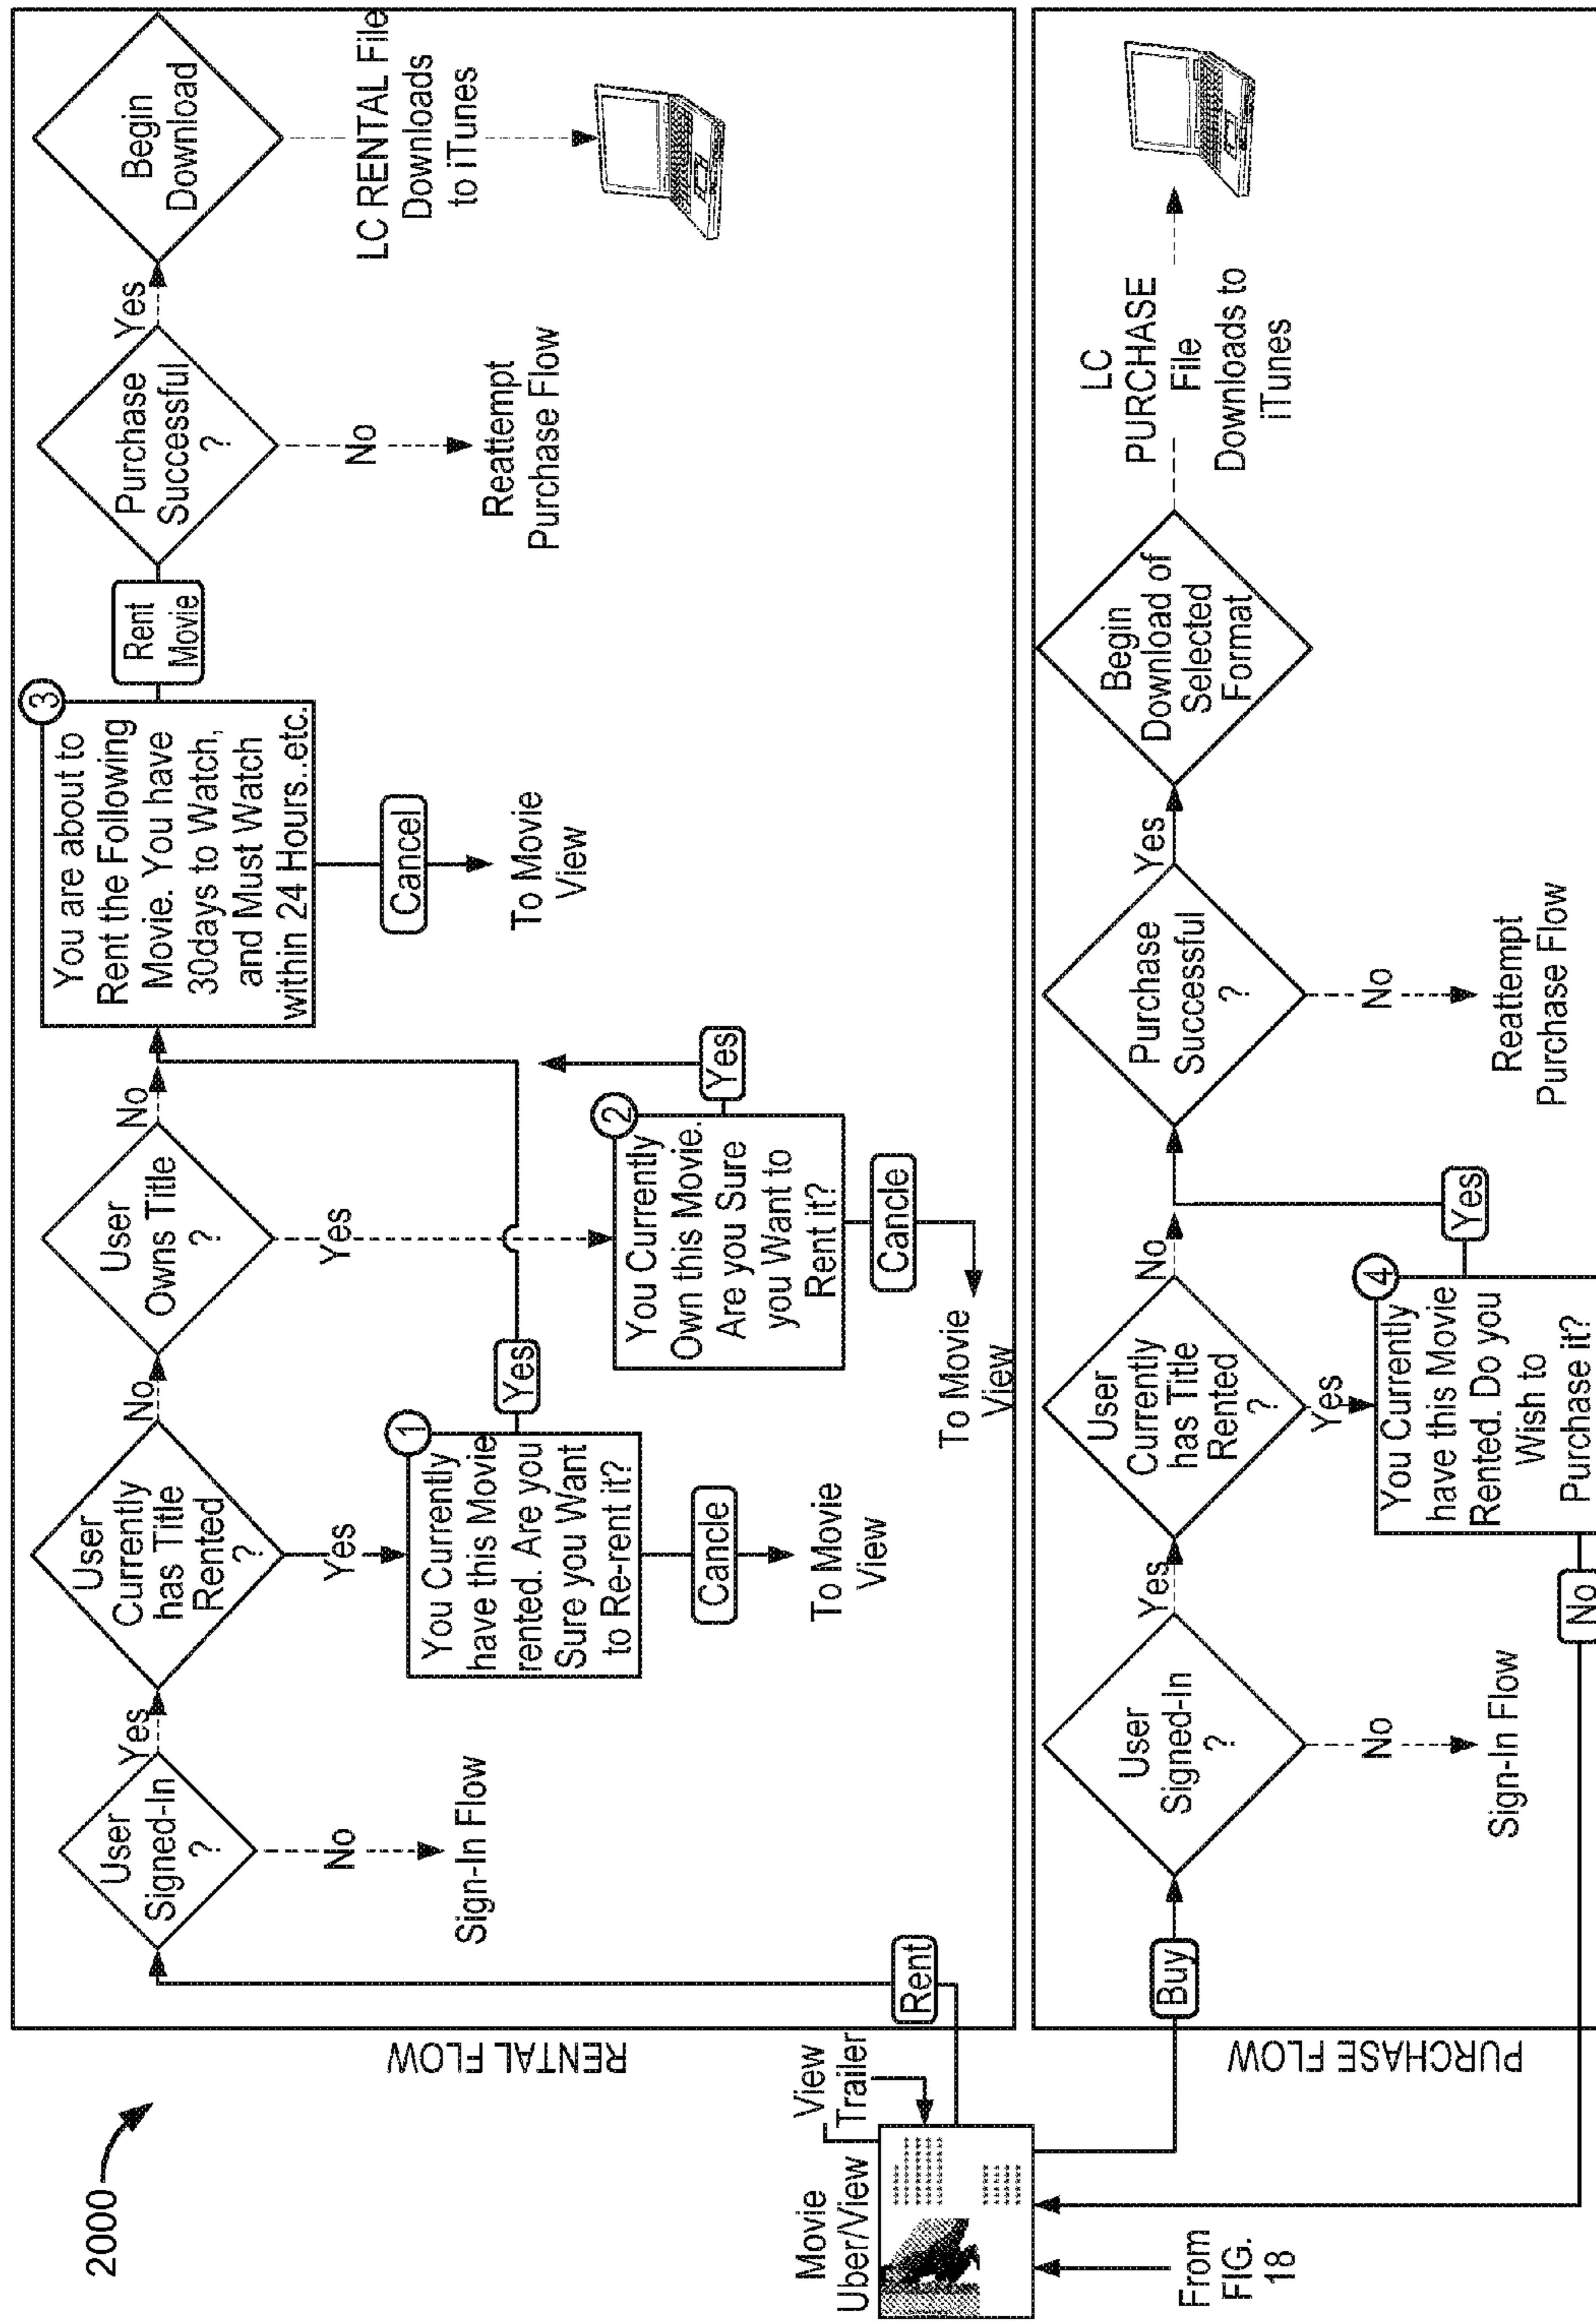 2000
RENTAL FLOW
Movie
Uber/View
View
Trailer
From
FIG.
18
Rent
User
Signed-In
?
No
Sign-In Flow
Yes
User
Currently
has Title
Rented
?
Yes
1
You Currently
have this Movie
rented. Are you
Sure you Want
to Re-rent it?
Yes
Cancle
To Movie
View
No
User
Owns Title
?
Yes
2
You Currently
Own this Movie.
Are you Sure
you Want to
Rent it?
Yes
Cancle
To Movie
View
No
3
You are about to
Rent the Following
Movie. You have
30days to Watch,
and Must Watch
within 24 Hours..etc.
Cancel
To Movie
View
Rent
Movie
Purchase
Successful
?
No
Reattempt
Purchase Flow
Yes
Begin
Download
LC RENTAL File
Downloads
to iTunes
PURCHASE FLOW
Buy
User
Signed-In
?
No
Sign-In Flow
Yes
User
Currently
has Title
Rented
?
Yes
4
You Currently
have this Movie
Rented. Do you
Wish to
Purchase it?
Yes
No
No
Purchase
Successful
?
No
Reattempt
Purchase Flow
Yes
Begin
Download of
Selected
Format
LC
PURCHASE
File
Downloads to
iTunes